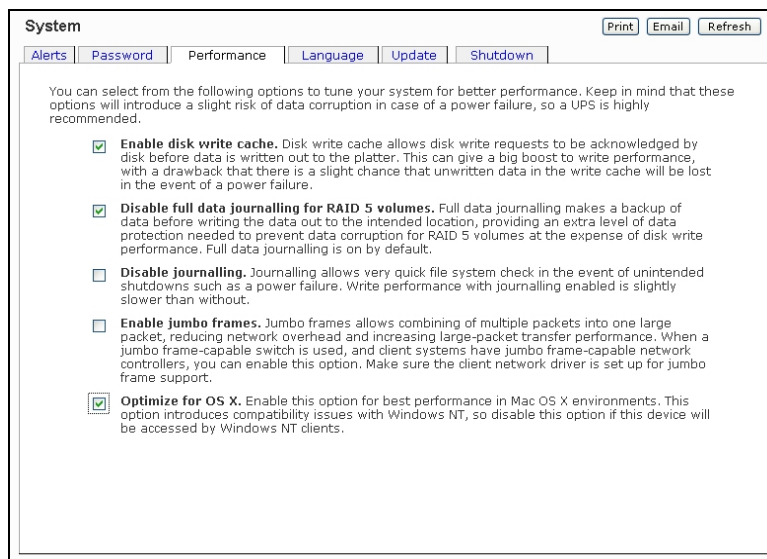 System
Print Email Refresh
Alerts Password Performance Language Update Shutdown
You can select from the following options to tune your system for better performance. Keep in mind that these
options will introduce a slight risk of data corruption in case of a power failure, so a UPS is highly
recommended.
Enable disk write cache. Disk write cache allows disk write requests to be acknowledged by
disk before data is written out to the platter. This can give a big boost to write performance,
with a drawback that there is a slight chance that unwritten data in the write cache will be lost
in the event of a power failure.
Disable full data journalling for RAID 5 volumes. Full data journalling makes a backup of
data before writing the data out to the intended location, providing an extra level of data
protection needed to prevent data corruption for RAID 5 volumes at the expense of disk write
performance. Full data journalling is on by default.
Disable journalling. Journalling allows very quick file system check in the event of unintended
shutdowns such as a power failure. Write performance with journalling enabled is slightly
slower than without.
Enable jumbo frames. Jumbo frames allows combining of multiple packets into one large
packet, reducing network overhead and increasing large-packet transfer performance. When a
jumbo frame-capable switch is used, and client systems have jumbo frame-capable network
controllers, you can enable this option. Make sure the client network driver is set up for jumbo
frame support.
Optimize for OS X. Enable this option for best performance in Mac OS X environments. This
option introduces compatibility issues with Windows NT, so disable this option if this device will
be accessed by Windows NT clients.